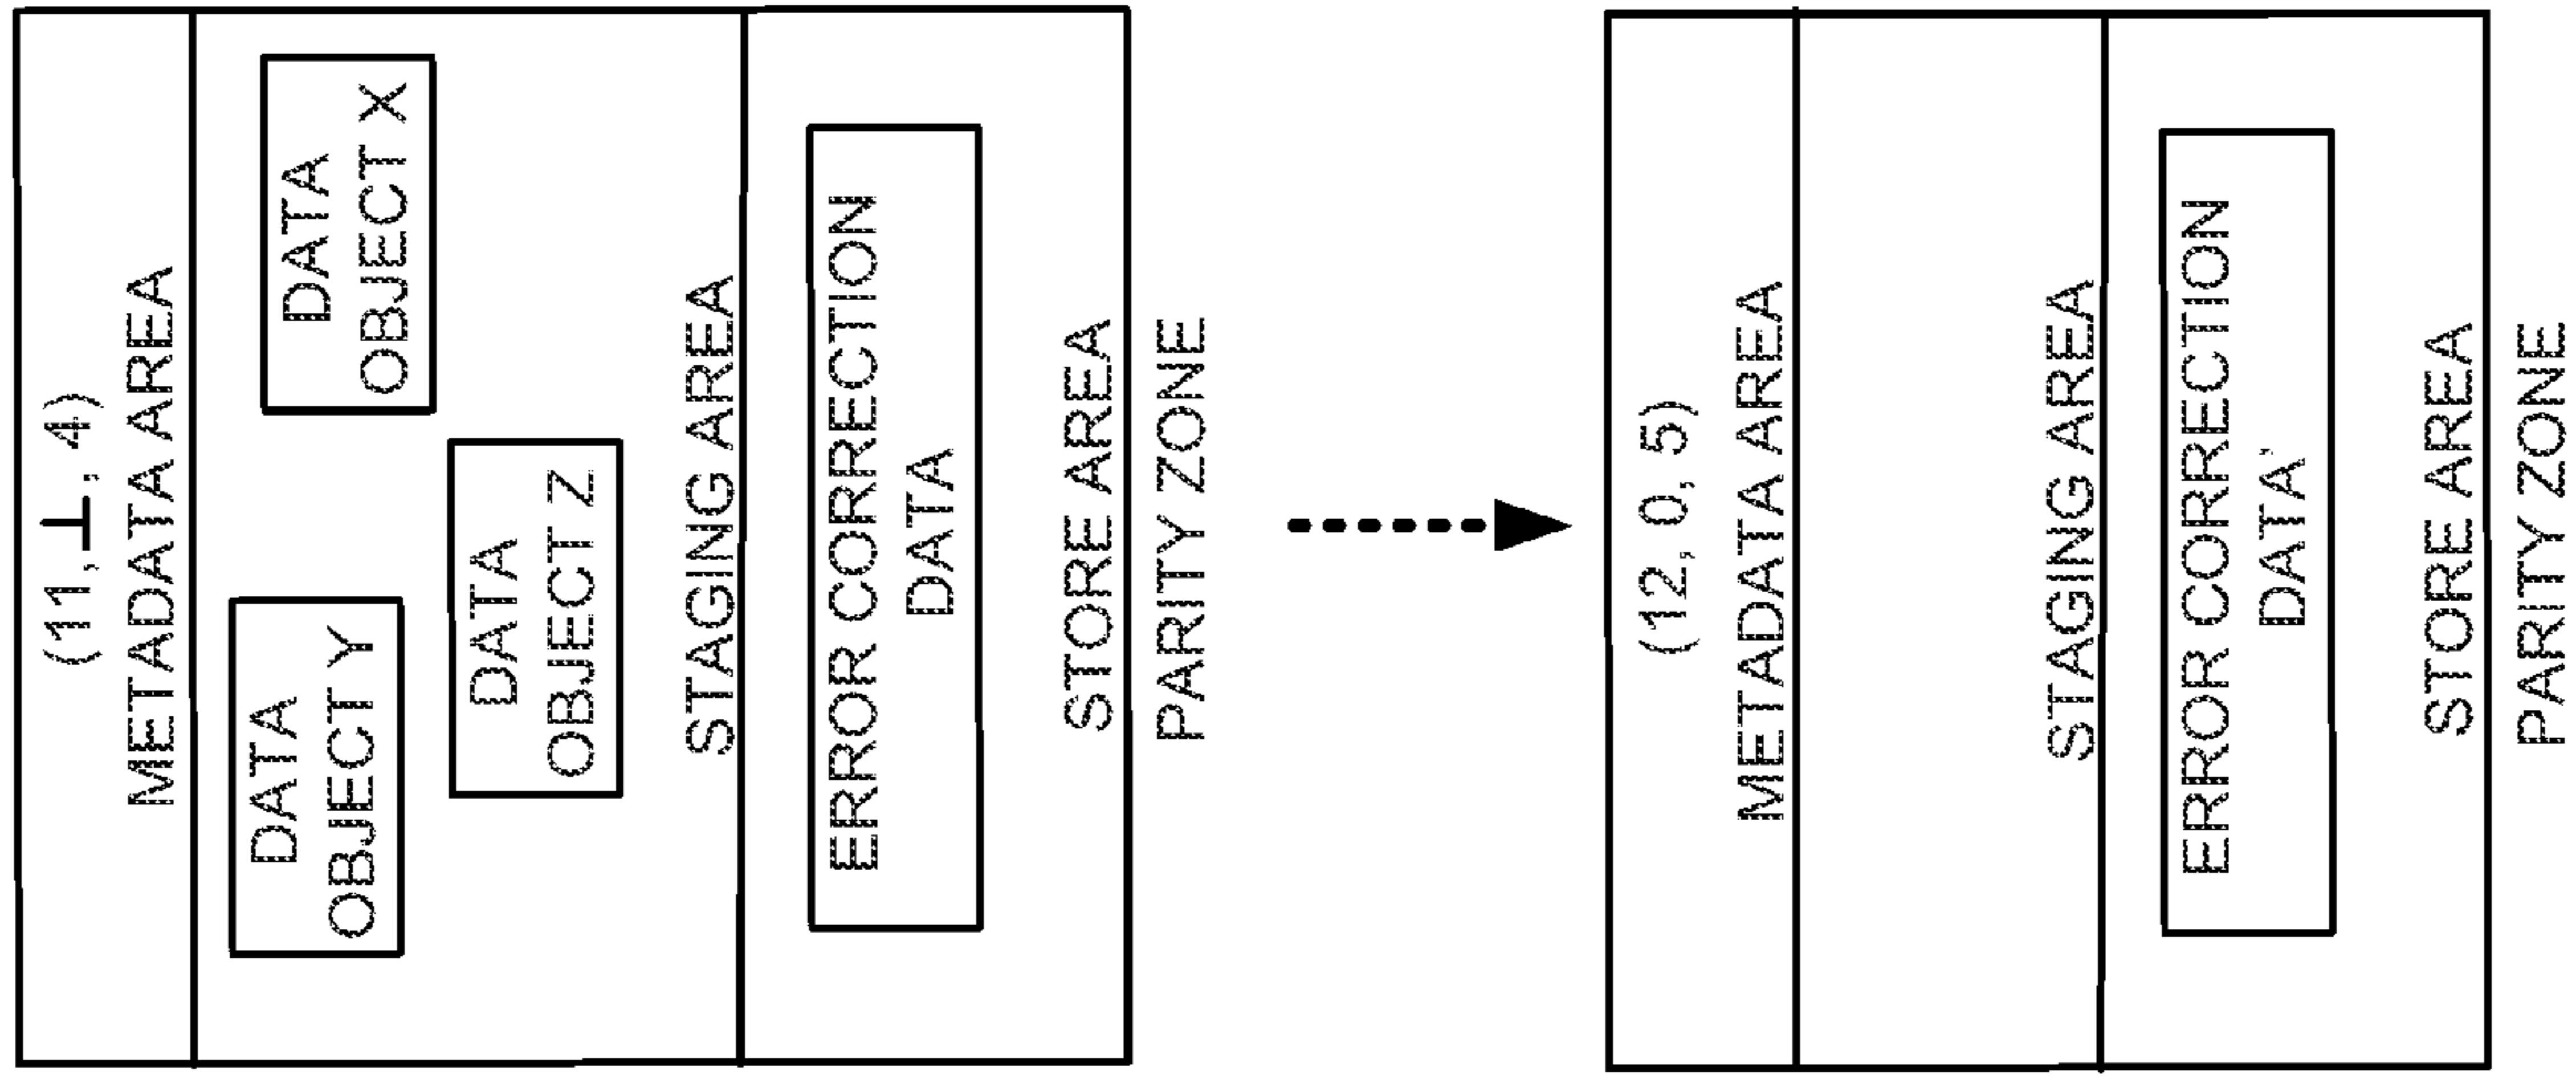 (11,⊥, 4)
METADATA AREA
DATA
OBJECT Y
DATA
OBJECT X
DATA
OBJECT Z
STAGING AREA
ERROR CORRECTION
DATA
STORE AREA
PARITY ZONE
(12, 0, 5)
METADATA AREA
STAGING AREA
ERROR CORRECTION
DATA'
STORE AREA
PARITY ZONE